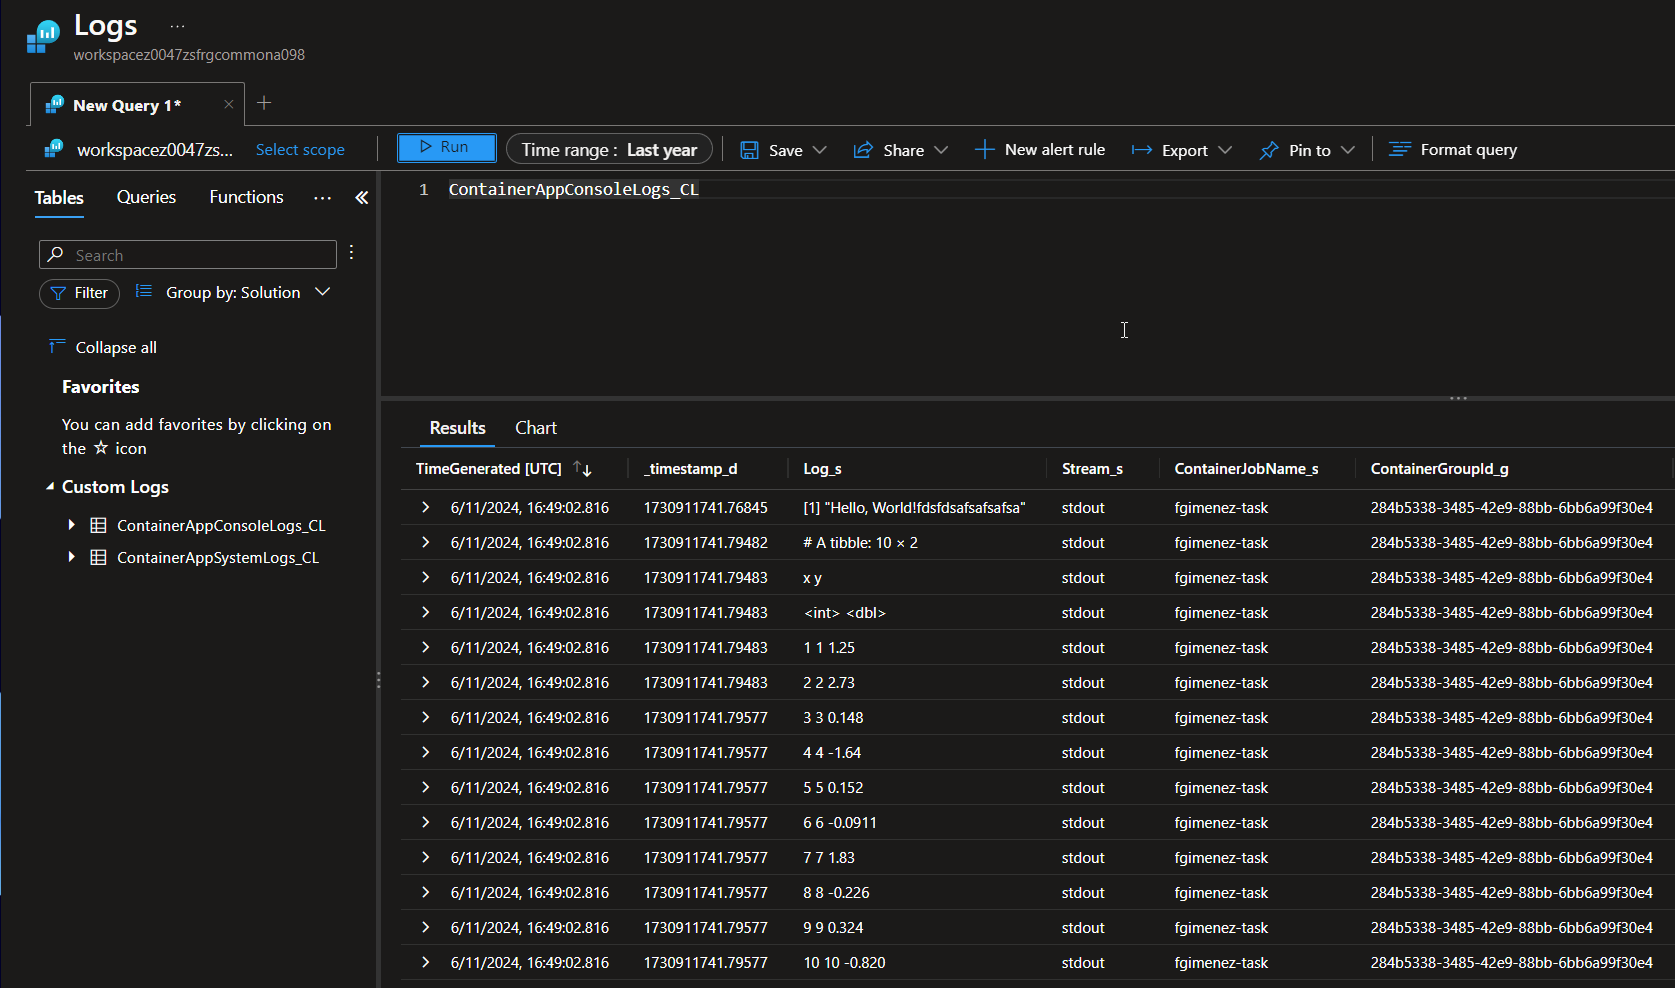 Logs ...
workspacez0047zsfrgcommona098
New Query 1*
workspacez0047zs... Select scope Run Time range : Last year Save Share New alert rule Export Pin to Format query
Tables Queries Functions ...
1 ContainerAppConsoleLogs_CL
Search
Filter Group by: Solution
Collapse all
Favorites
You can add favorites by clicking on
the ☆ icon
Custom Logs
ContainerAppConsoleLogs_CL
ContainerAppSystemLogs_CL
Results Chart
TimeGenerated [UTC] _timestamp_d Log_s Stream_s ContainerJobName_s ContainerGroupId_g
6/11/2024, 16:49:02.816 1730911741.76845 [1] "Hello, World!fdsfdsafsafsafsa" stdout fgimenez-task 284b5338-3485-42e9-88bb-6bb6a99f30e4
6/11/2024, 16:49:02.816 1730911741.79482 # A tibble: 10 × 2 stdout fgimenez-task 284b5338-3485-42e9-88bb-6bb6a99f30e4
6/11/2024, 16:49:02.816 1730911741.79483 x y stdout fgimenez-task 284b5338-3485-42e9-88bb-6bb6a99f30e4
6/11/2024, 16:49:02.816 1730911741.79483 <int> <dbl> stdout fgimenez-task 284b5338-3485-42e9-88bb-6bb6a99f30e4
6/11/2024, 16:49:02.816 1730911741.79483 1 1 1.25 stdout fgimenez-task 284b5338-3485-42e9-88bb-6bb6a99f30e4
6/11/2024, 16:49:02.816 1730911741.79483 2 2 2.73 stdout fgimenez-task 284b5338-3485-42e9-88bb-6bb6a99f30e4
6/11/2024, 16:49:02.816 1730911741.79577 3 3 0.148 stdout fgimenez-task 284b5338-3485-42e9-88bb-6bb6a99f30e4
6/11/2024, 16:49:02.816 1730911741.79577 4 4 -1.64 stdout fgimenez-task 284b5338-3485-42e9-88bb-6bb6a99f30e4
6/11/2024, 16:49:02.816 1730911741.79577 5 5 0.152 stdout fgimenez-task 284b5338-3485-42e9-88bb-6bb6a99f30e4
6/11/2024, 16:49:02.816 1730911741.79577 6 6 -0.0911 stdout fgimenez-task 284b5338-3485-42e9-88bb-6bb6a99f30e4
6/11/2024, 16:49:02.816 1730911741.79577 7 7 1.83 stdout fgimenez-task 284b5338-3485-42e9-88bb-6bb6a99f30e4
6/11/2024, 16:49:02.816 1730911741.79577 8 8 -0.226 stdout fgimenez-task 284b5338-3485-42e9-88bb-6bb6a99f30e4
6/11/2024, 16:49:02.816 1730911741.79577 9 9 0.324 stdout fgimenez-task 284b5338-3485-42e9-88bb-6bb6a99f30e4
6/11/2024, 16:49:02.816 1730911741.79577 10 10 -0.820 stdout fgimenez-task 284b5338-3485-42e9-88bb-6bb6a99f30e4